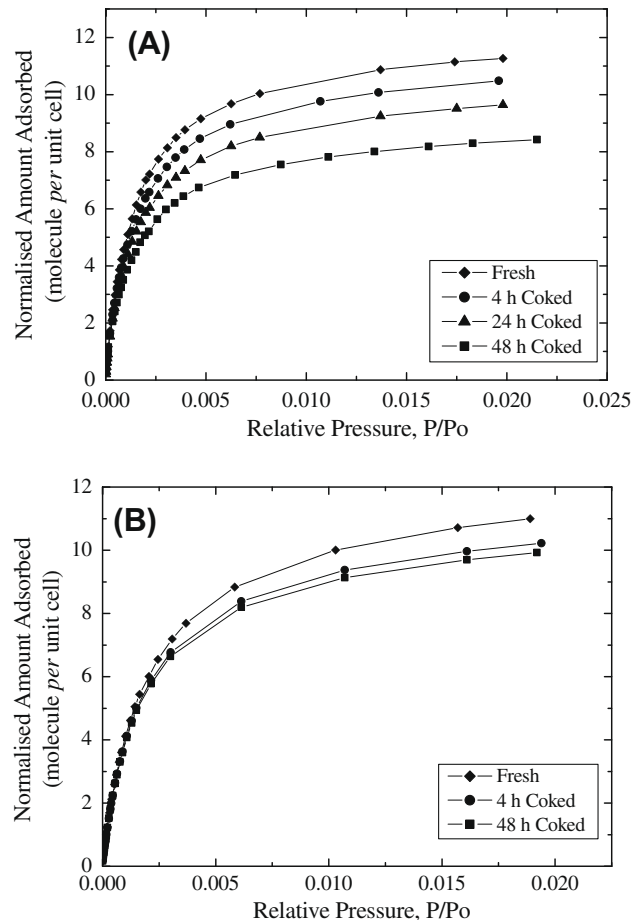 (A)
Normalised Amount Adsorbed
(molecule per unit cell)
12
10
8
6
4
2
0
0.000 0.005 0.010 0.015 0.020 0.025
Relative Pressure, P/Po
Fresh
4 h Coked
24 h Coked
48 h Coked
(B)
Normalised Amount Adsorbed
(molecule per unit cell)
12
10
8
6
4
2
0
0.000 0.005 0.010 0.015 0.020
Relative Pressure, P/Po
Fresh
4 h Coked
48 h Coked